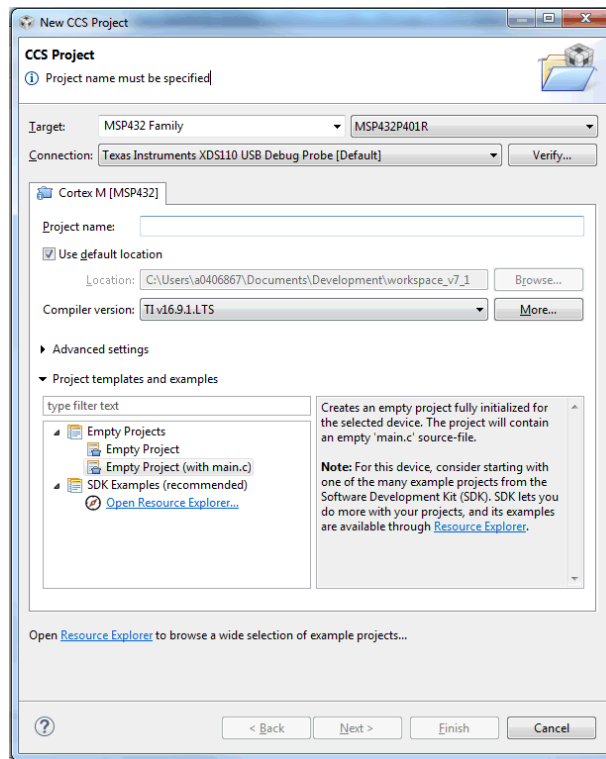 New CCS Project
CCS Project
Project name must be specified
Target: MSP432 Family MSP432P401R
Connection: Texas Instruments XDS110 USB Debug Probe [Default] Verify...
Cortex M [MSP432]
Project name:
Use default location
Location: C:\Users\a0406867\Documents\Development\workspace_v7_1 Browse...
Compiler version: TI v16.9.1.LTS More...
Advanced settings
Project templates and examples
type filter text
Empty Projects
Empty Project
Empty Project (with main.c)
SDK Examples (recommended)
Open Resource Explorer...
Creates an empty project fully initialized for
the selected device. The project will contain
an empty 'main.c' source-file.
Note: For this device, consider starting with
one of the many example projects from the
Software Development Kit (SDK). SDK lets you
do more with your projects, and its examples
are available through Resource Explorer.
Open Resource Explorer to browse a wide selection of example projects...
? < Back Next > Finish Cancel